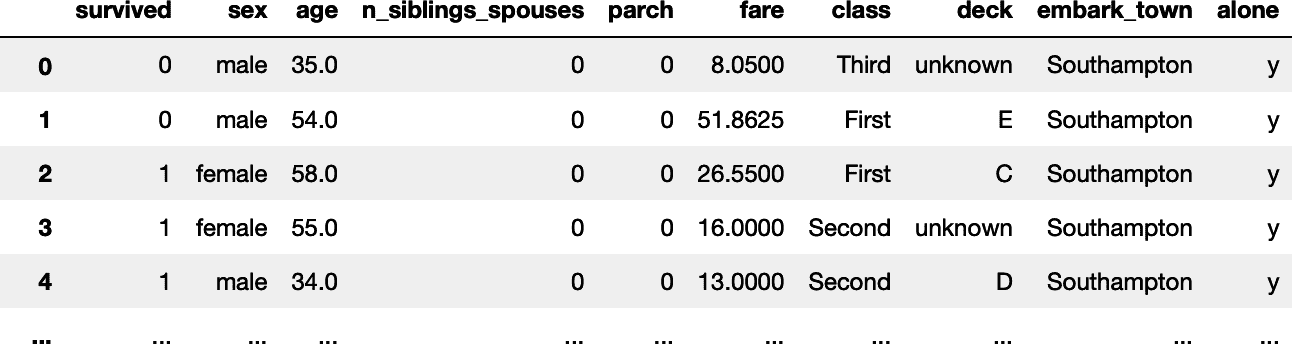 survived sex age n_siblings_spouses parch fare class deck embark_town alone
0 0 male 35.0 0 0 8.0500 Third unknown Southampton y
1 0 male 54.0 0 0 51.8625 First E Southampton y
2 1 female 58.0 0 0 26.5500 First C Southampton y
3 1 female 55.0 0 0 16.0000 Second unknown Southampton y
4 1 male 34.0 0 0 13.0000 Second D Southampton y
... ... ... ... ... ... ... ... ... ... ...